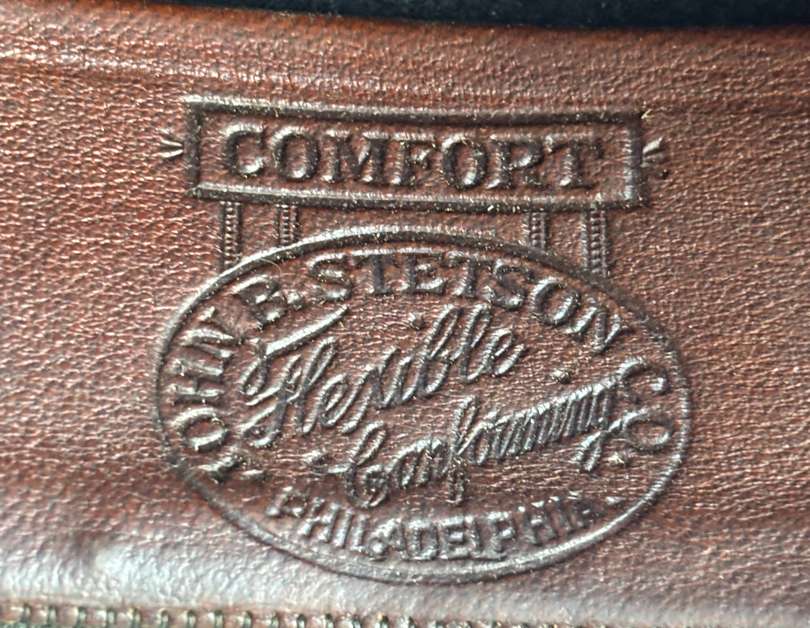 COMFORT
JOHN B. STETSON CO.
Flexible
Conforming
PHILADELPHIA